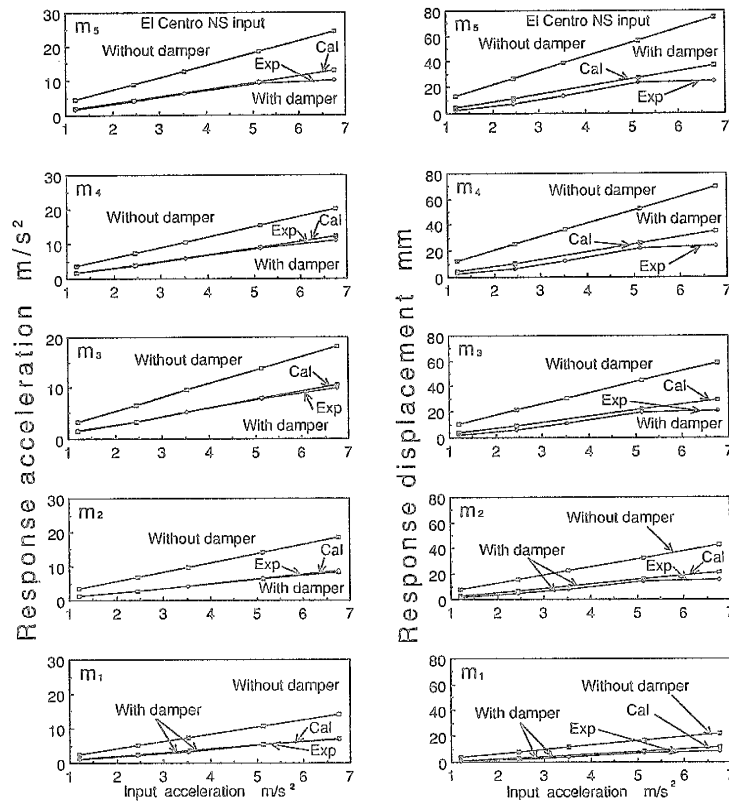 Response acceleration m/s²
m₅ El Centro NS input
Without damper
Cal
Exp
With damper
30
20
10
0
1 2 3 4 5 6 7
m₄
Without damper
Exp Cal
With damper
30
20
10
0
1 2 3 4 5 6 7
m₃
Without damper
Cal
Exp
With damper
20
10
0
1 2 3 4 5 6 7
m₂
Without damper
Exp Cal
With damper
30
20
10
0
1 2 3 4 5 6 7
m₁
Without damper
With damper
Cal
Exp
30
20
10
0
1 2 3 4 5 6 7
Input acceleration m/s²
Response displacement mm
m₅ El Centro NS input
Without damper
With damper
Cal
Exp
80
60
40
20
0
1 2 3 4 5 6 7
m₄
Without damper
With damper
Cal
Exp
80
60
40
20
0
1 2 3 4 5 6 7
m₃
Without damper
Cal
Exp
With damper
80
60
40
20
0
1 2 3 4 5 6 7
m₂
Without damper
With damper
Exp Cal
80
60
40
20
0
1 2 3 4 5 6 7
m₁
Without damper
Cal
With damper Exp
80
60
40
20
0
1 2 3 4 5 6 7
Input acceleration m/s²